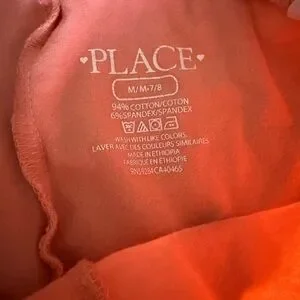 PLACE
M/M-7/8
94% COTTON/COTON
6%SPANDEX/SPANDEX
WASH WITH LIKE COLORS.
LAVER AVEC DES COULEURS SIMILAIRES
MADE IN ETHIOPIA
FABRIQUÉ EN ÉTHIOPIE
CA40465